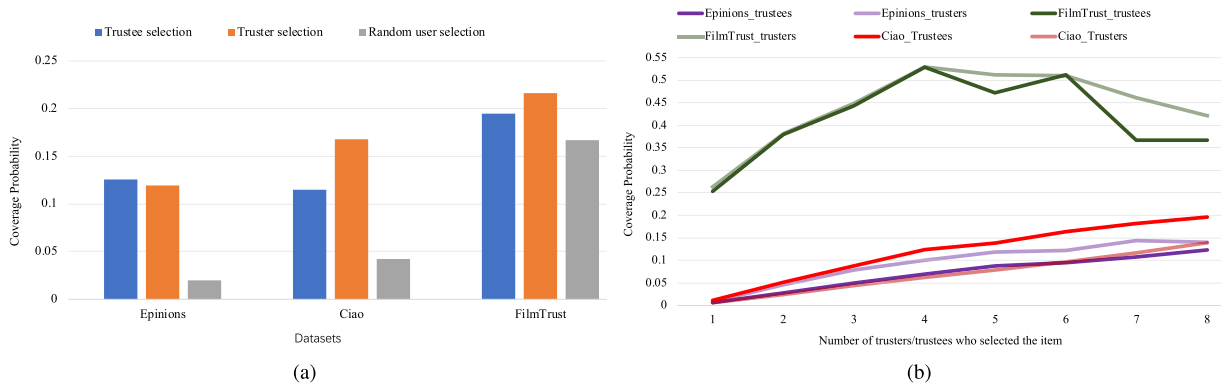 Trustee selection Truster selection Random user selection
0.25
0.2
0.15
0.1
0.05
0
Coverage Probability
Epinions Ciao FilmTrust
Datasets
(a)
Epinions_trustees Epinions_trusters FilmTrust_trustees
FilmTrust_trusters Ciao_Trustees Ciao_Trusters
0.55
0.5
0.45
0.4
0.35
0.3
0.25
0.2
0.15
0.1
0.05
0
Coverage Probability
1 2 3 4 5 6 7 8
Number of trusters/trustees who selected the item
(b)